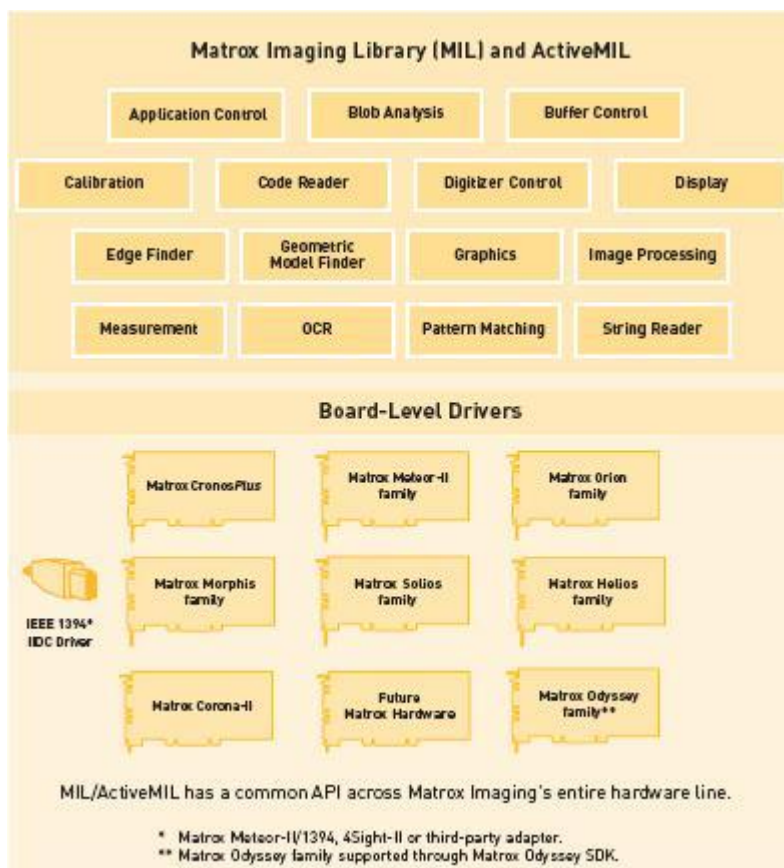 Matrox Imaging Library (MIL) and ActiveMIL
Application Control
Blob Analysis
Buffer Control
Calibration
Code Reader
Digitizer Control
Display
Edge Finder
Geometric
Model Finder
Graphics
Image Processing
Measurement
OCR
Pattern Matching
String Reader
Board-Level Drivers
Matrox CronosPlus
Matrox Meteor-II
family
Matrox Orion
family
IEEE 1394*
IIDC Driver
Matrox Morphis
family
Matrox Solios
family
Matrox Helios
family
Matrox Corona-II
Future
Matrox Hardware
Matrox Odyssey
family**
MIL/ActiveMIL has a common API across Matrox Imaging's entire hardware line.
* Matrox Meteor-II/1394, 4Sight-II or third-party adapter.
** Matrox Odyssey family supported through Matrox Odyssey SDK.